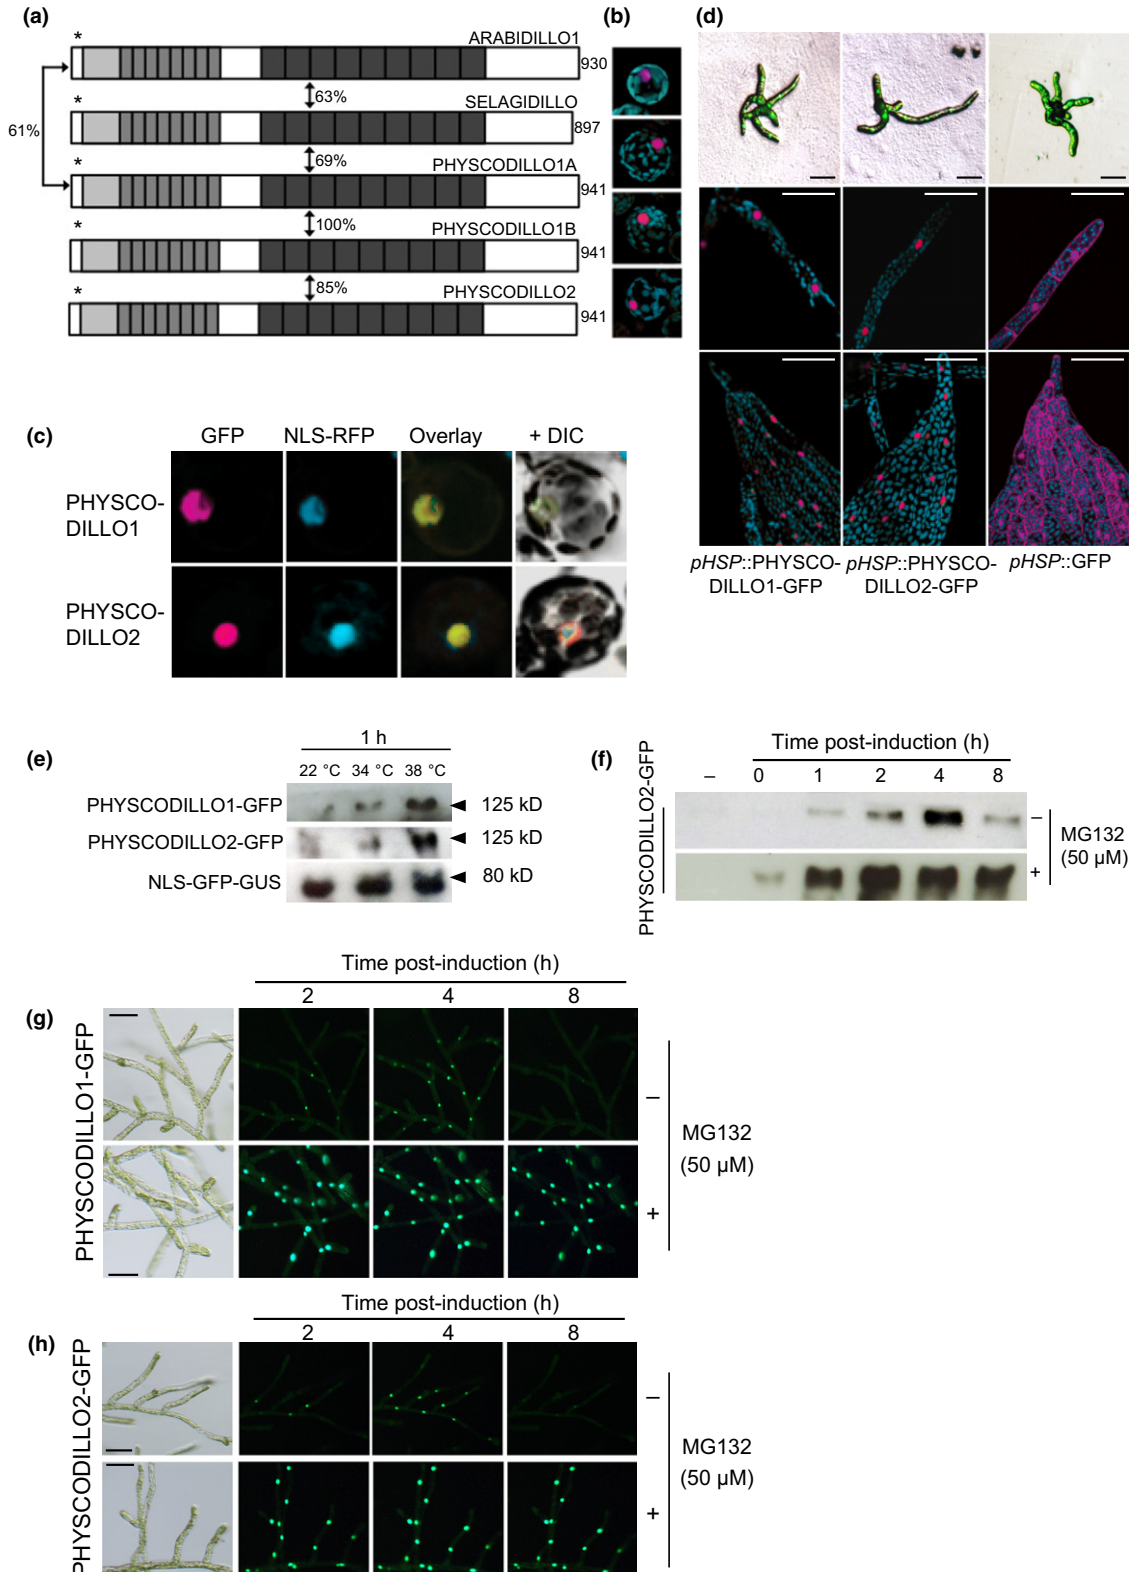 (a)
*
ARABIDILLO1
930
63%
*
SELAGIDILLO
897
61%
69%
*
PHYSCODILLO1A
941
100%
*
PHYSCODILLO1B
941
85%
*
PHYSCODILLO2
941
(b)
(c)
GFP NLS-RFP Overlay + DIC
PHYSCO-
DILLO1
PHYSCO-
DILLO2
(d)
pHSP::PHYSCO-
DILLO1-GFP
pHSP::PHYSCO-
DILLO2-GFP
pHSP::GFP
(e)
1 h
22 °C 34 °C 38 °C
PHYSCODILLO1-GFP 125 kD
PHYSCODILLO2-GFP 125 kD
NLS-GFP-GUS 80 kD
(f)
Time post-induction (h)
– 0 1 2 4 8
PHYSCODILLO2-GFP
–
+
MG132
(50 µM)
(g)
Time post-induction (h)
2 4 8
PHYSCODILLO1-GFP
–
+
MG132
(50 µM)
(h)
Time post-induction (h)
2 4 8
PHYSCODILLO2-GFP
–
+
MG132
(50 µM)